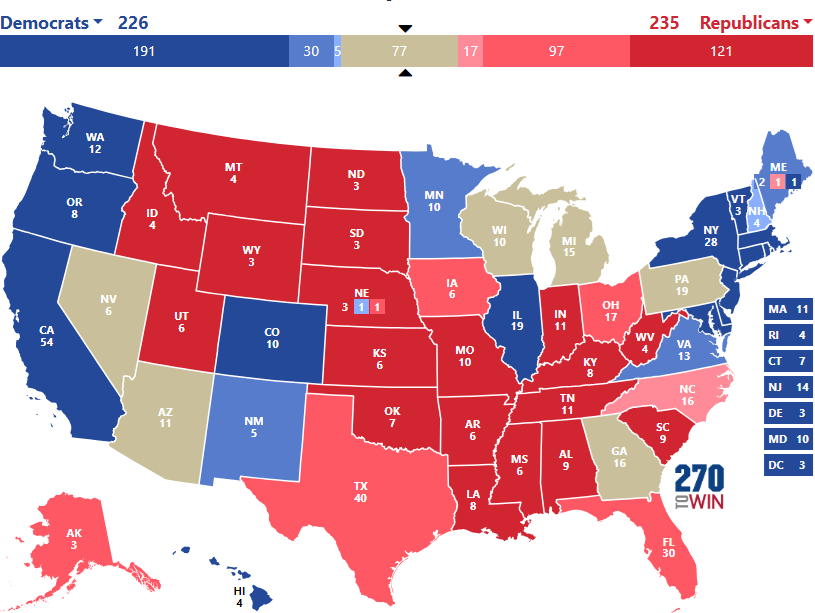 Democrats 226
235 Republicans
191 30 5 77 17 97 121
WA
12
OR
8
CA
54
NV
6
ID
4
MT
4
WY
3
UT
6
AZ
11
CO
10
NM
5
ND
3
SD
3
NE
3 1 1
KS
6
OK
7
TX
40
MN
10
IA
6
MO
10
AR
6
LA
8
WI
10
IL
19
MI
15
IN
11
OH
17
KY
8
TN
11
MS
6
AL
9
GA
16
FL
30
SC
9
NC
16
VA
13
WV
4
PA
19
NY
28
VT
3
NH
4
ME
2 1 1
MA 11
RI 4
CT 7
NJ 14
DE 3
MD 10
DC 3
AK
3
HI
4
270
TO WIN